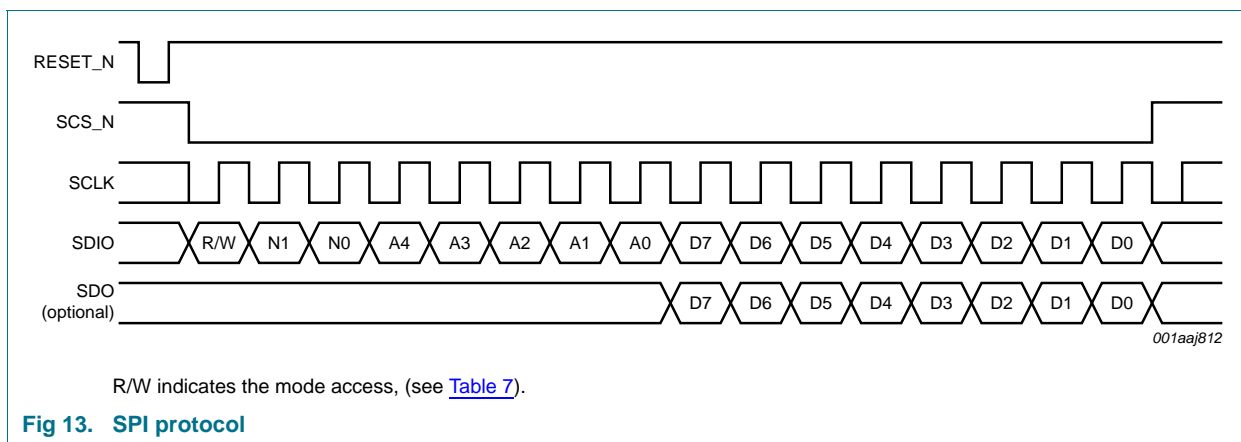 RESET_N
SCS_N
SCLK
SDIO R/W N1 N0 A4 A3 A2 A1 A0 D7 D6 D5 D4 D3 D2 D1 D0
SDO
(optional)
D7 D6 D5 D4 D3 D2 D1 D0
001aaj812
R/W indicates the mode access, (see Table 7).
Fig 13. SPI protocol